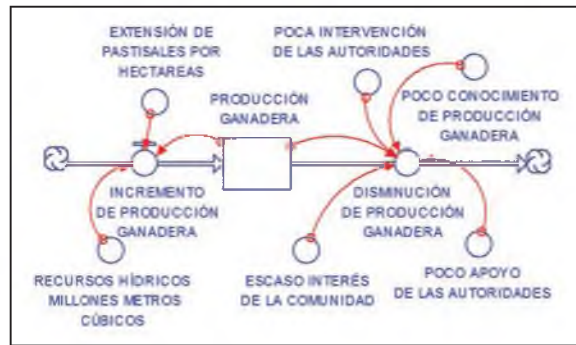 EXTENSIÓN DE
PASTISALES POR
HECTAREAS
POCA INTERVENCIÓN
DE LAS AUTORIDADES
PRODUCCIÓN
GANADERA
POCO CONOCIMIENTO
DE PRODUCCIÓN
GANADERA
INCREMENTO
DE PRODUCCIÓN
GANADERA
DISMINUCIÓN
DE PRODUCCIÓN
GANADERA
RECURSOS HÍDRICOS
MILLONES METROS
CÚBICOS
ESCASO INTERÉS
DE LA COMUNIDAD
POCO APOYO
DE LAS AUTORIDADES